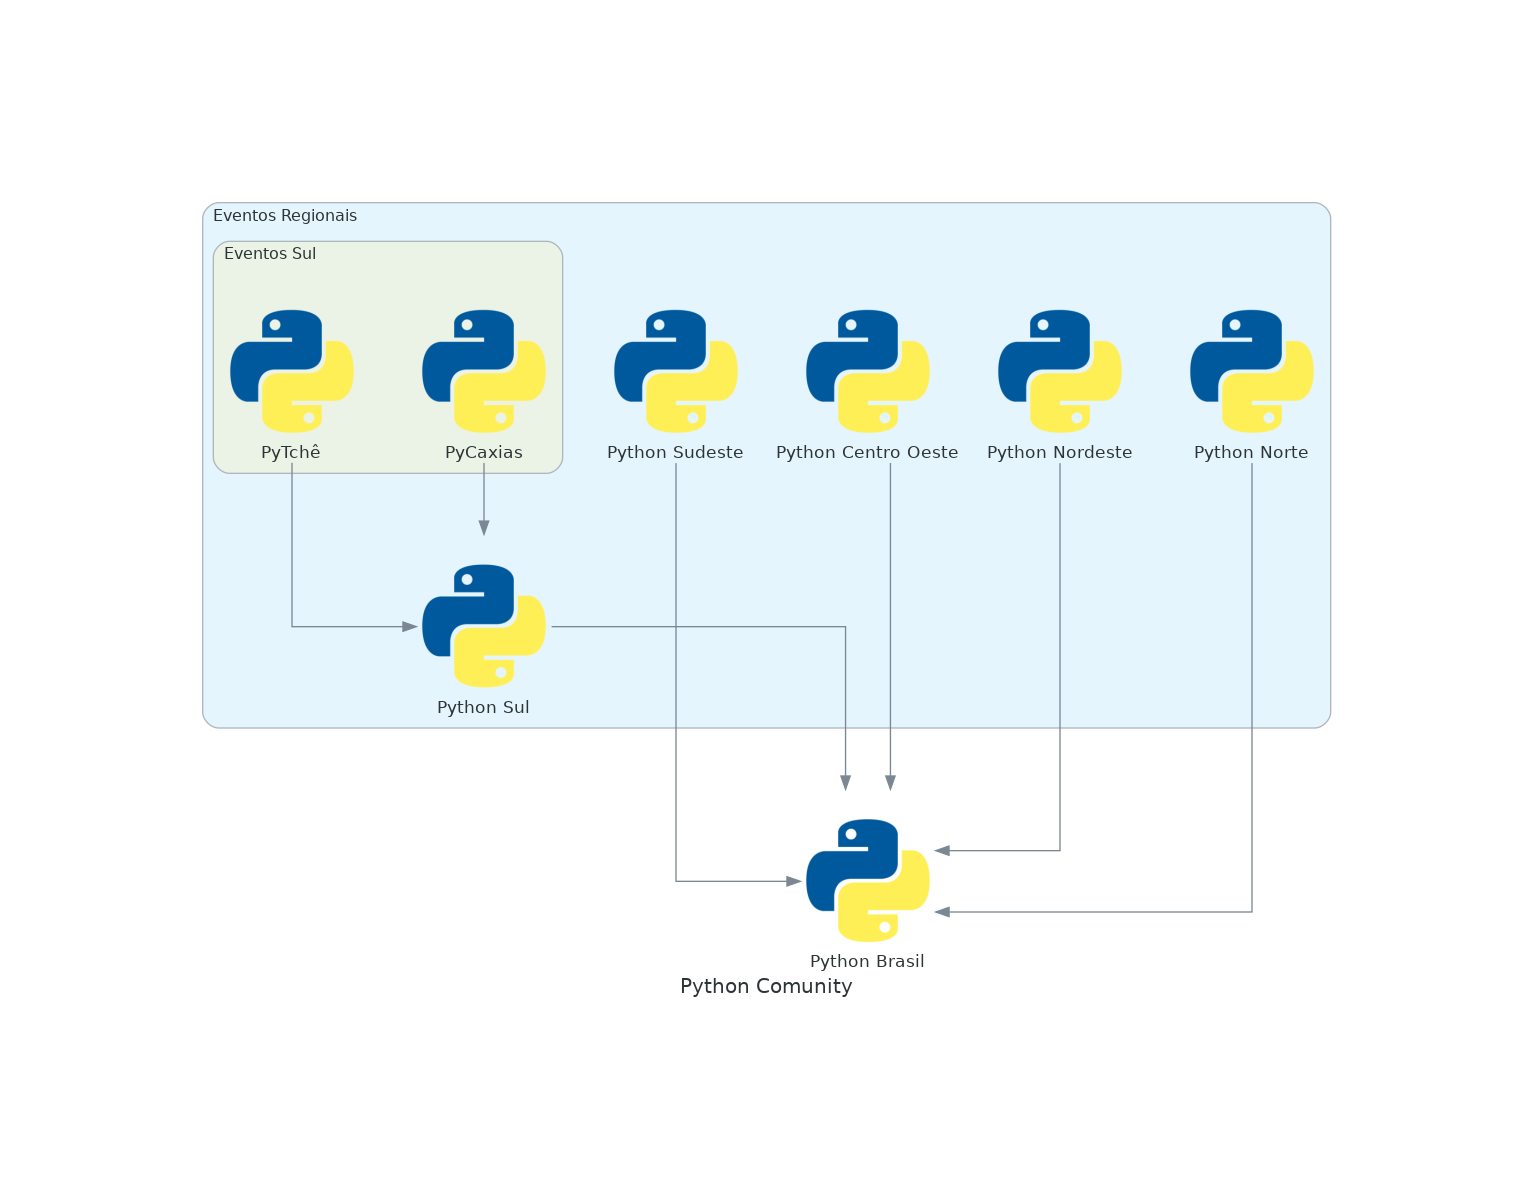 Eventos Regionais
Eventos Sul
PyTchê
PyCaxias
Python Sudeste
Python Centro Oeste
Python Nordeste
Python Norte
Python Sul
Python Brasil
Python Comunity